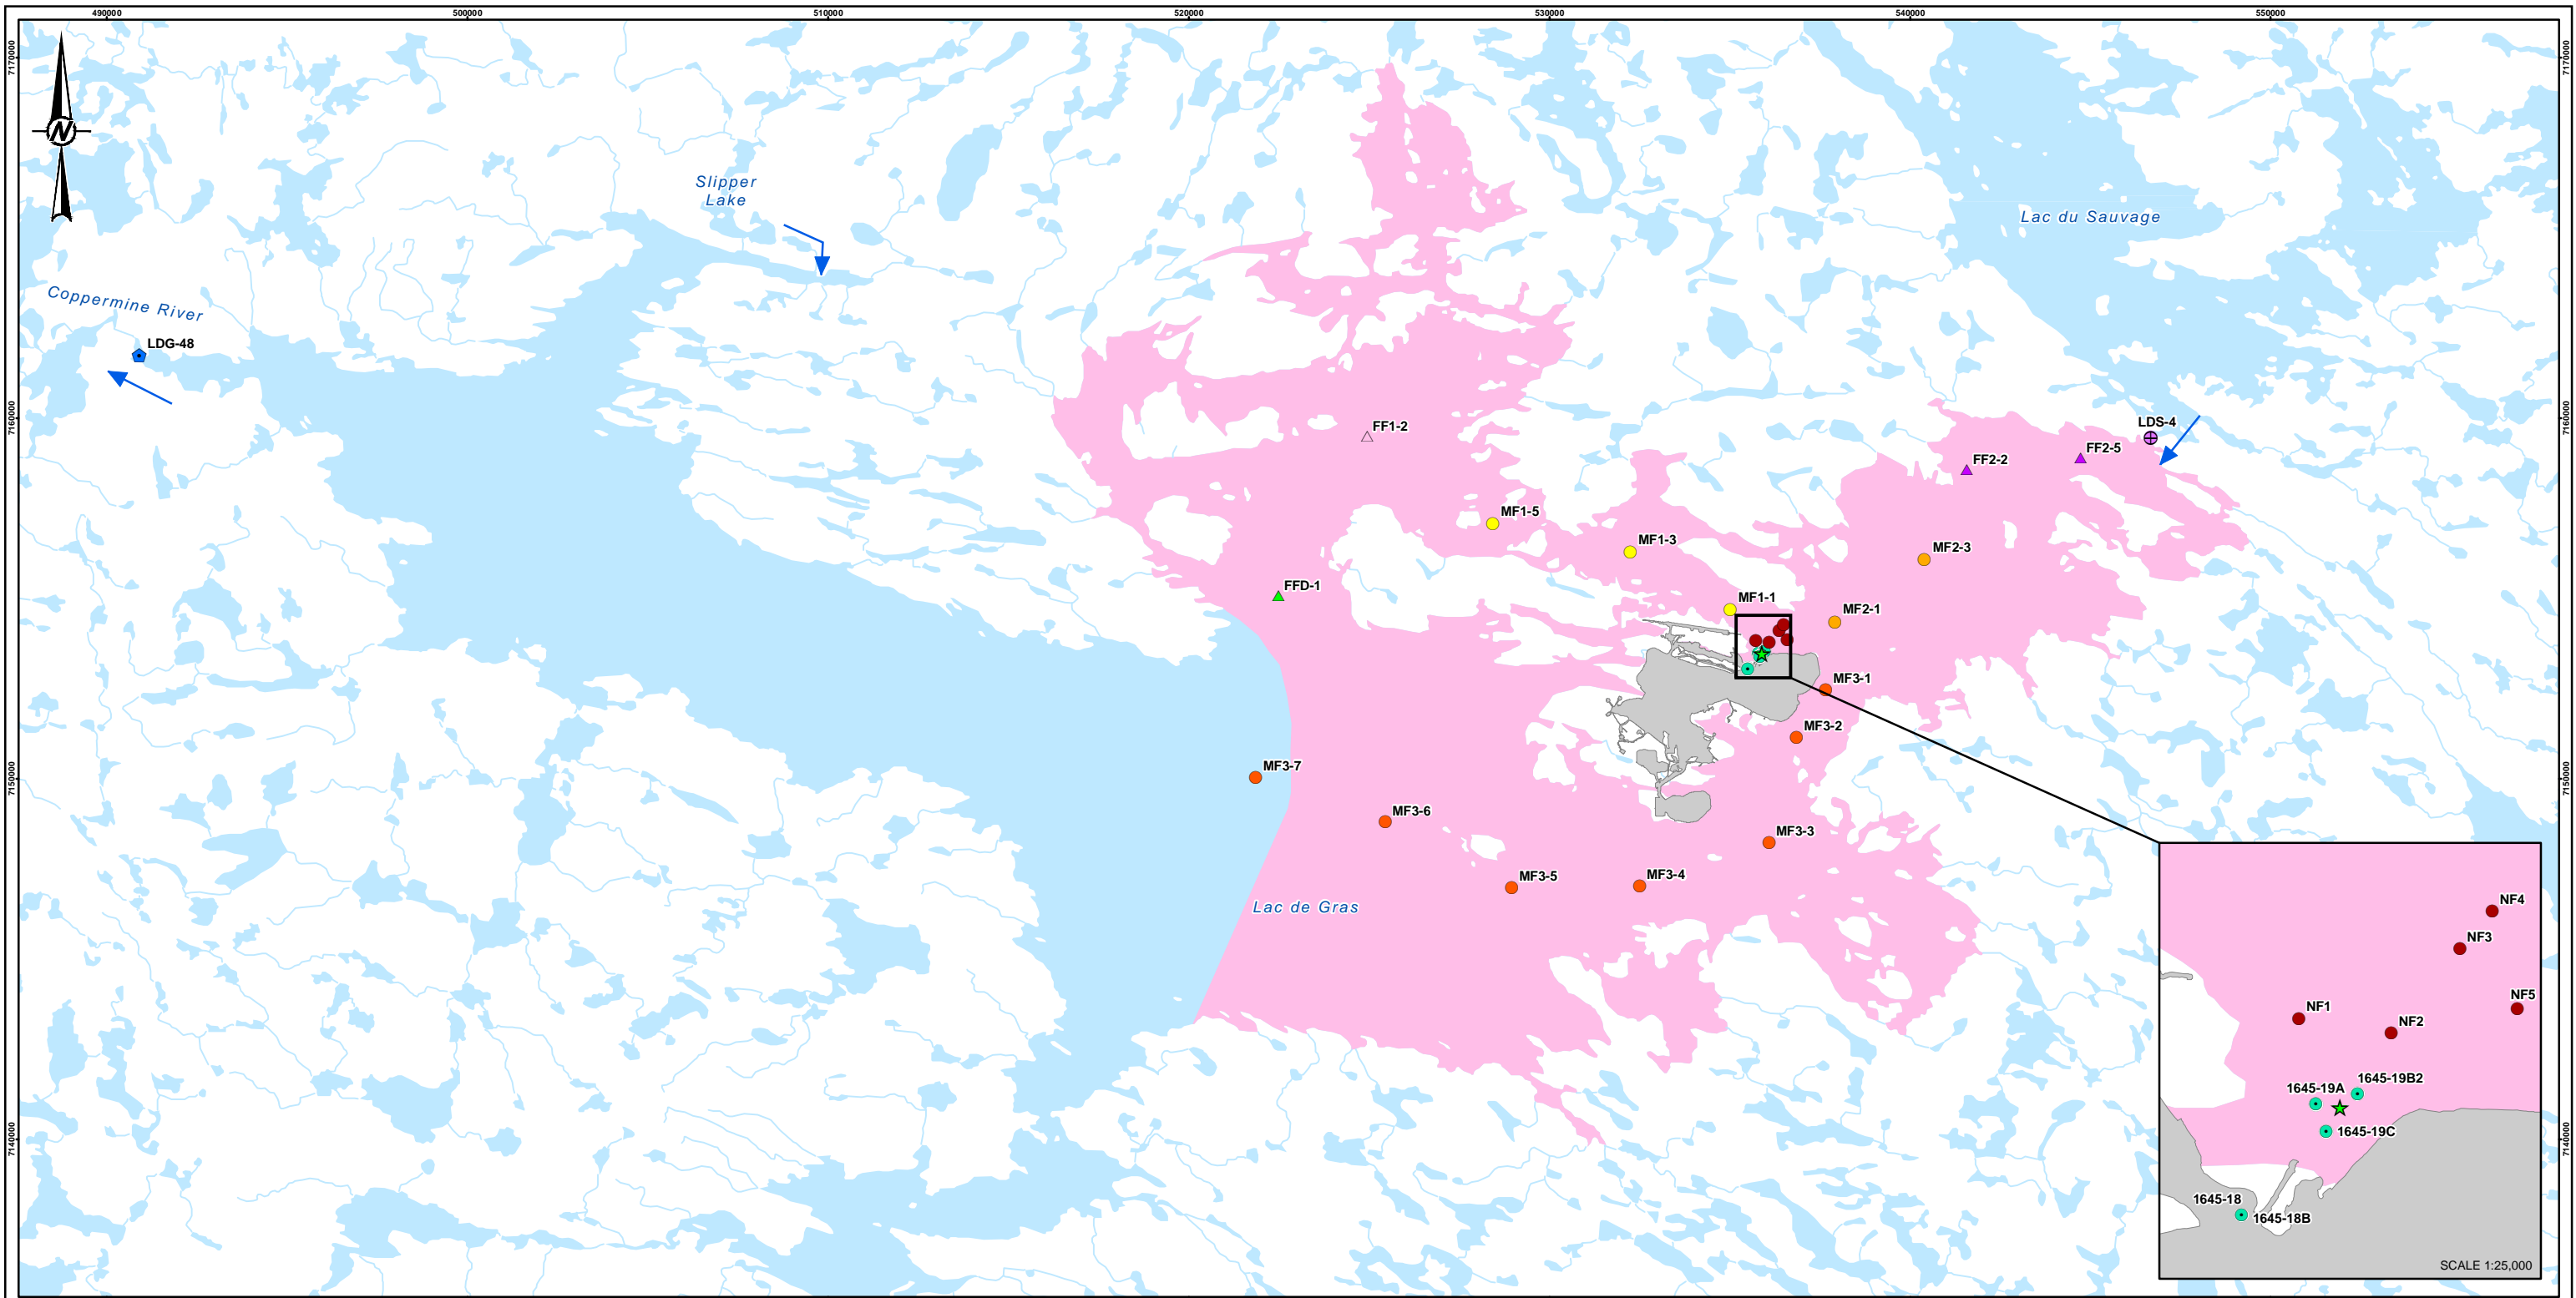 490000
500000
510000
520000
530000
540000
550000
7170000
7170000
N
Slipper
Lake
Lac du Sauvage
Coppermine River
LDG-48
7160000
7160000
FF1-2
LDS-4
FF2-5
FF2-2
MF1-5
MF1-3
MF2-3
FFD-1
MF1-1
MF2-1
MF3-1
MF3-2
7150000
7150000
MF3-7
MF3-6
MF3-3
MF3-5
MF3-4
Lac de Gras
NF4
NF3
NF5
NF1
NF2
1645-19B2
1645-19A
1645-19C
7140000
7140000
1645-18
1645-18B
SCALE 1:25,000